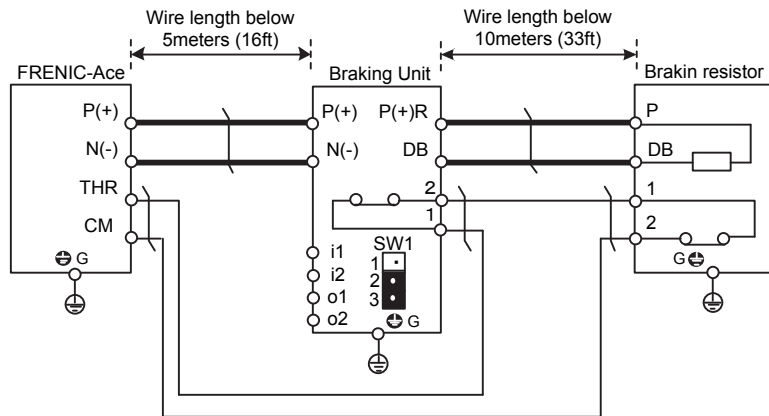 Wire length below
5meters (16ft)
Wire length below
10meters (33ft)
FRENIC-Ace
Braking Unit
Brakin resistor
P(+)
N(-)
THR
CM
G
P(+)
N(-)
P(+)R
DB
2
1
i1
i2
o1
o2
SW1
1
2
3
G
P
DB
1
2
G